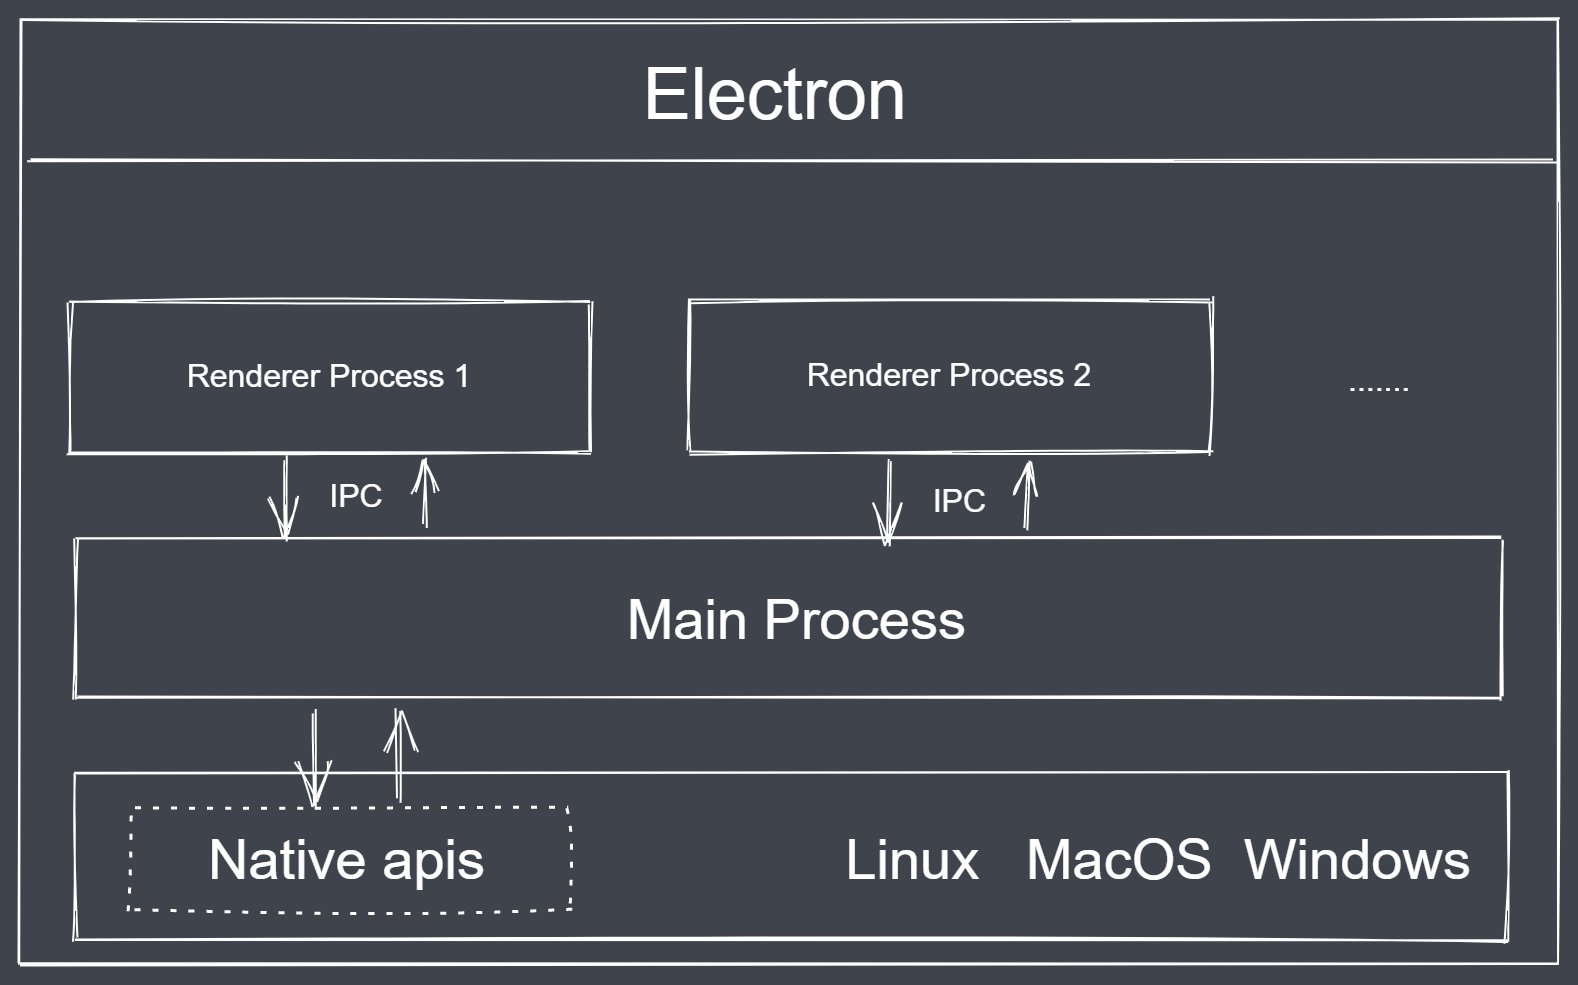 Electron
Renderer Process 1
Renderer Process 2
.......
IPC
IPC
Main Process
Native apis
Linux MacOS Windows